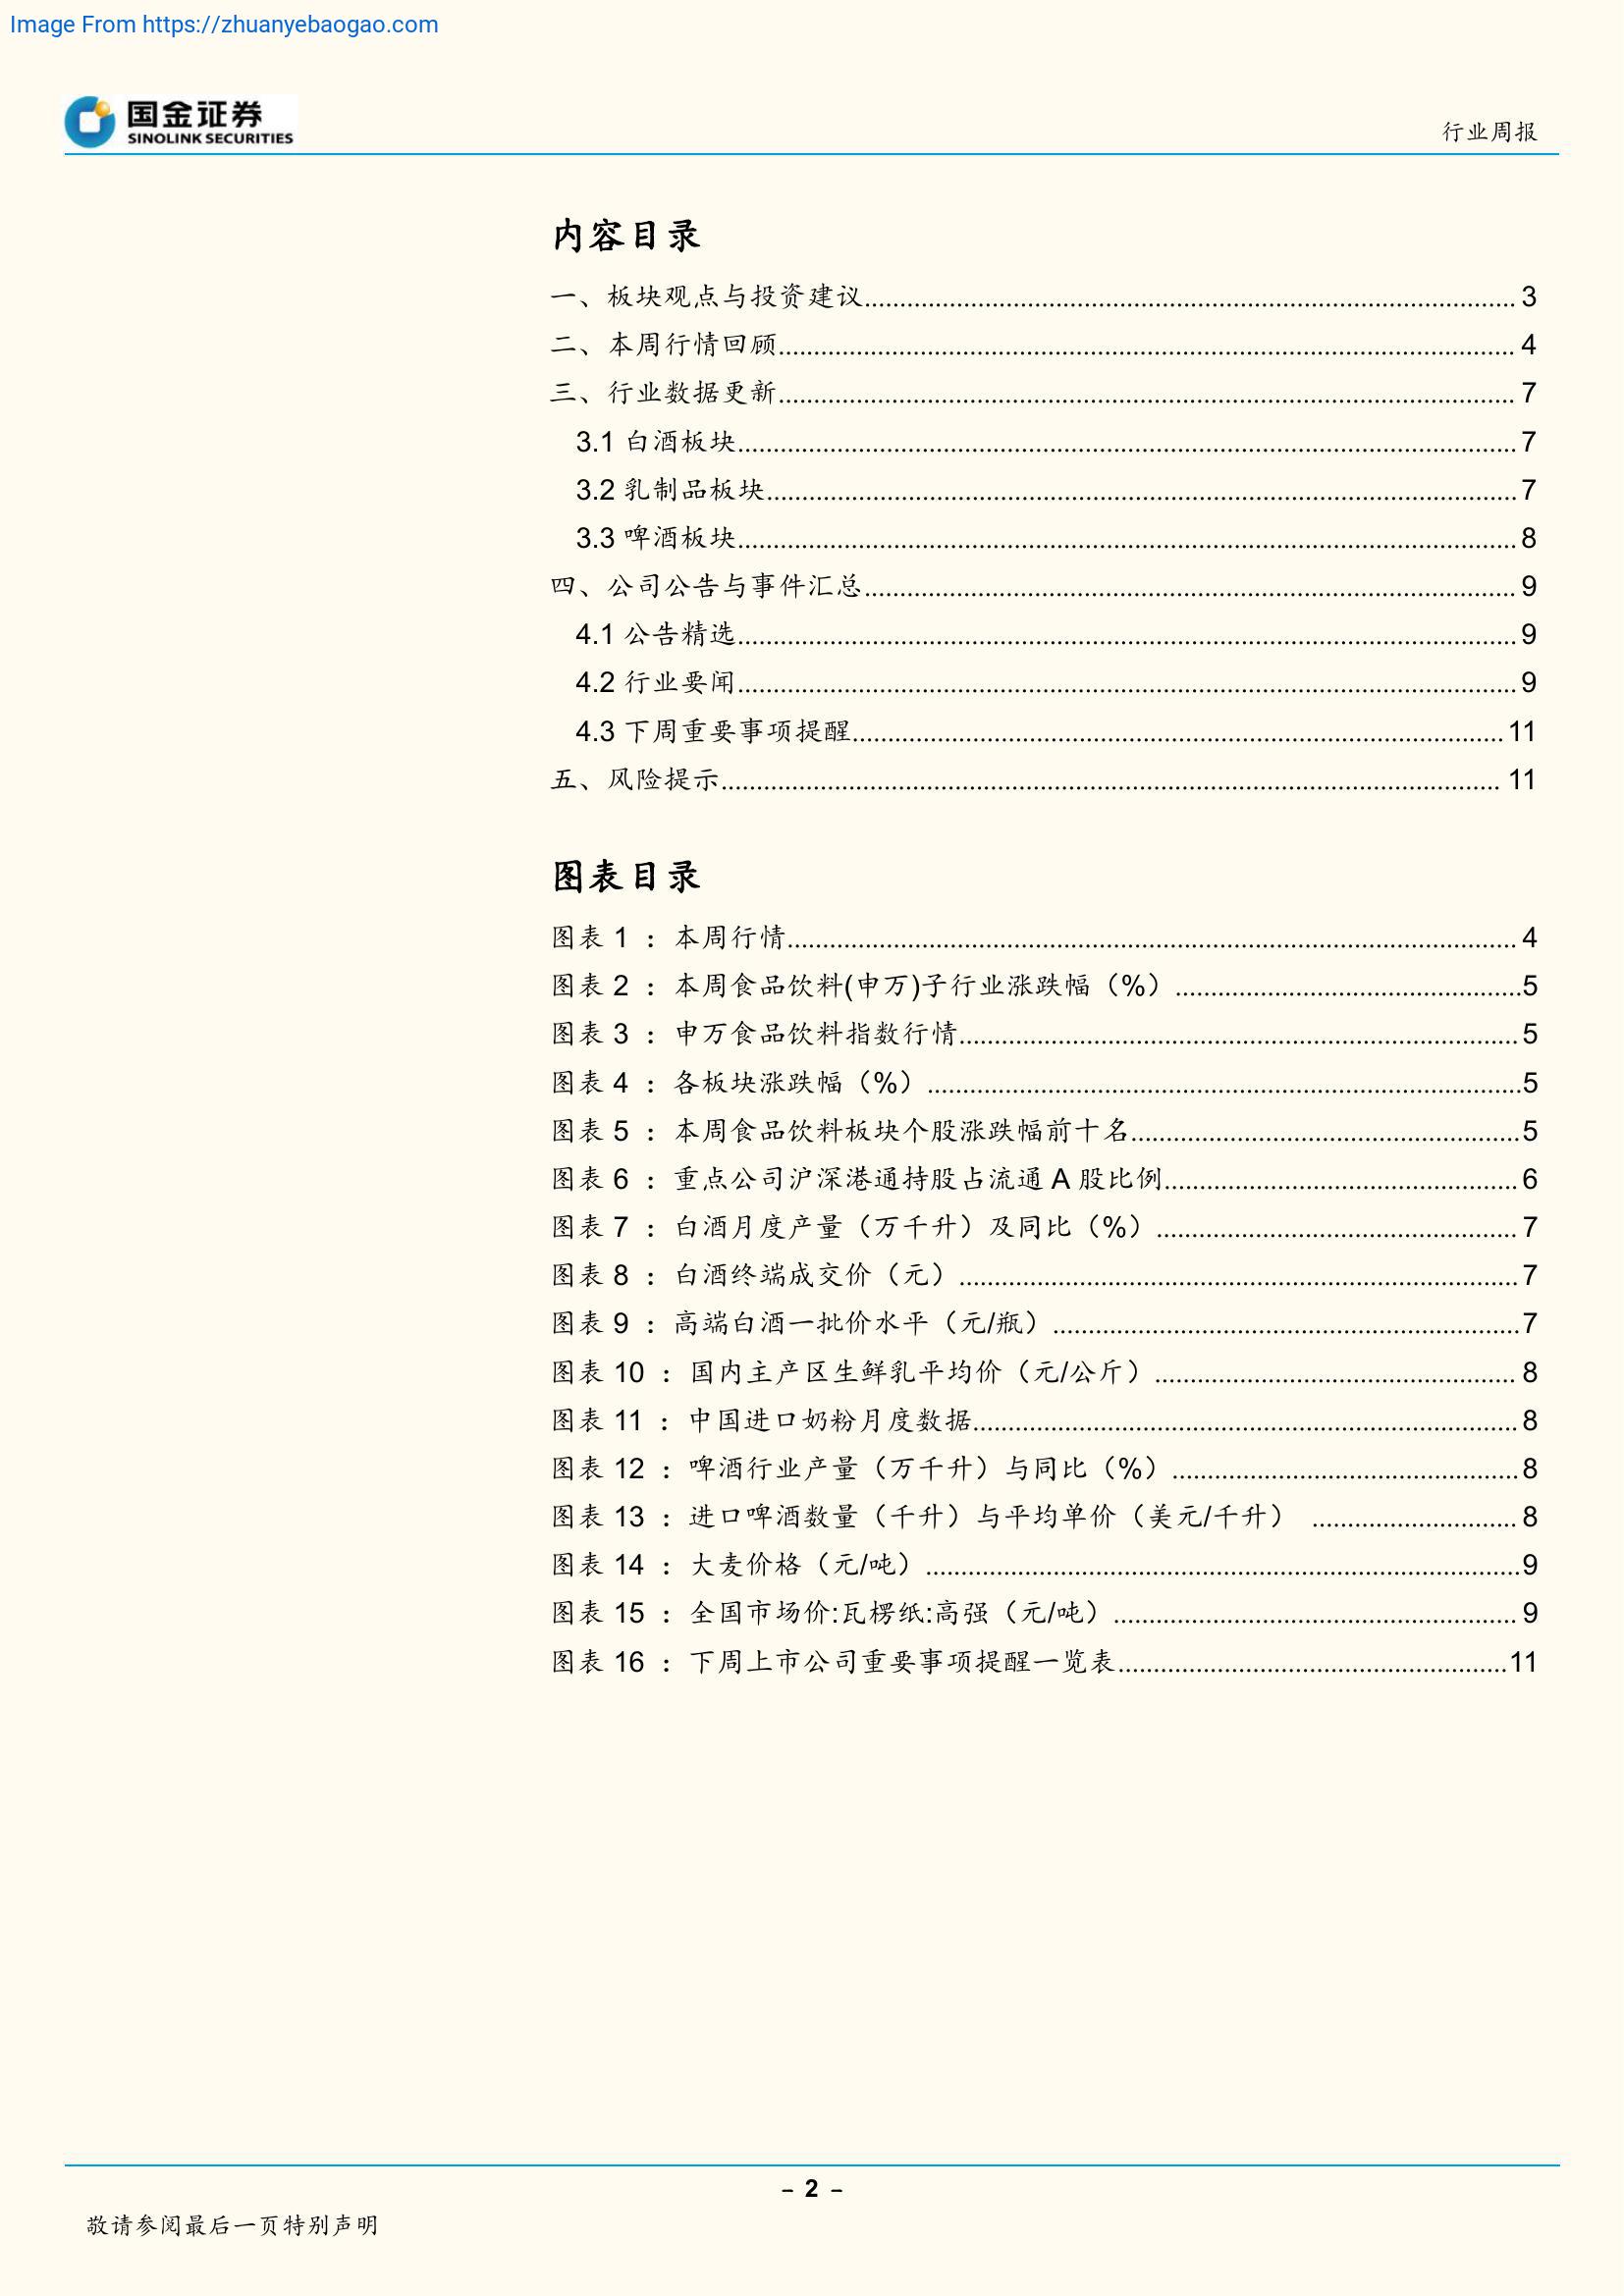 Image From https://zhuanyebaogao.com
国金证券
SINOLINK SECURITIES
行业周报
内容目录
一、板块观点与投资建议........................................ 3
二、本周行情回顾........................................ 4
三、行业数据更新........................................ 7
3.1 白酒板块........................................ 7
3.2 乳制品板块........................................ 7
3.3 啤酒板块........................................ 8
四、公司公告与事件汇总........................................ 9
4.1 公告精选........................................ 9
4.2 行业要闻........................................ 9
4.3 下周重要事项提醒........................................ 11
五、风险提示........................................ 11
图表目录
图表 1 ：本周行情........................................ 4
图表 2 ：本周食品饮料(申万)子行业涨跌幅（%）........................................5
图表 3 ：申万食品饮料指数行情........................................ 5
图表 4 ：各板块涨跌幅（%）........................................5
图表 5 ：本周食品饮料板块个股涨跌幅前十名........................................5
图表 6 ：重点公司沪深港通持股占流通 A 股比例........................................ 6
图表 7 ：白酒月度产量（万千升）及同比（%）........................................ 7
图表 8 ：白酒终端成交价（元）........................................ 7
图表 9 ：高端白酒一批价水平（元/瓶）........................................7
图表 10 ：国内主产区生鲜乳平均价（元/公斤）........................................ 8
图表 11 ：中国进口奶粉月度数据........................................ 8
图表 12 ：啤酒行业产量（万千升）与同比（%）........................................8
图表 13 ：进口啤酒数量（千升）与平均单价（美元/千升） ........................................ 8
图表 14 ：大麦价格（元/吨）........................................9
图表 15 ：全国市场价:瓦楞纸:高强（元/吨）........................................ 9
图表 16 ：下周上市公司重要事项提醒一览表........................................11
- 2 -
敬请参阅最后一页特别声明